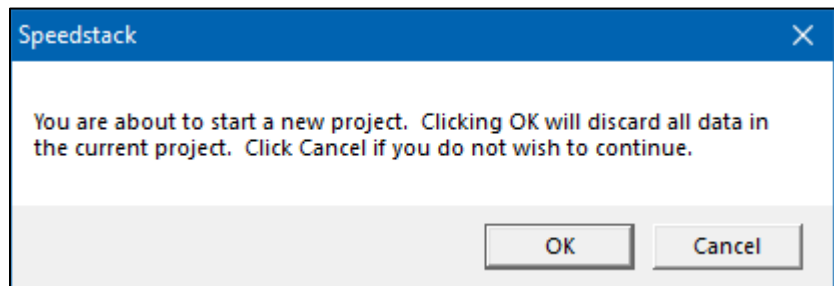 Speedstack
You are about to start a new project.  Clicking OK will discard all data in
the current project.  Click Cancel if you do not wish to continue.
OK
Cancel